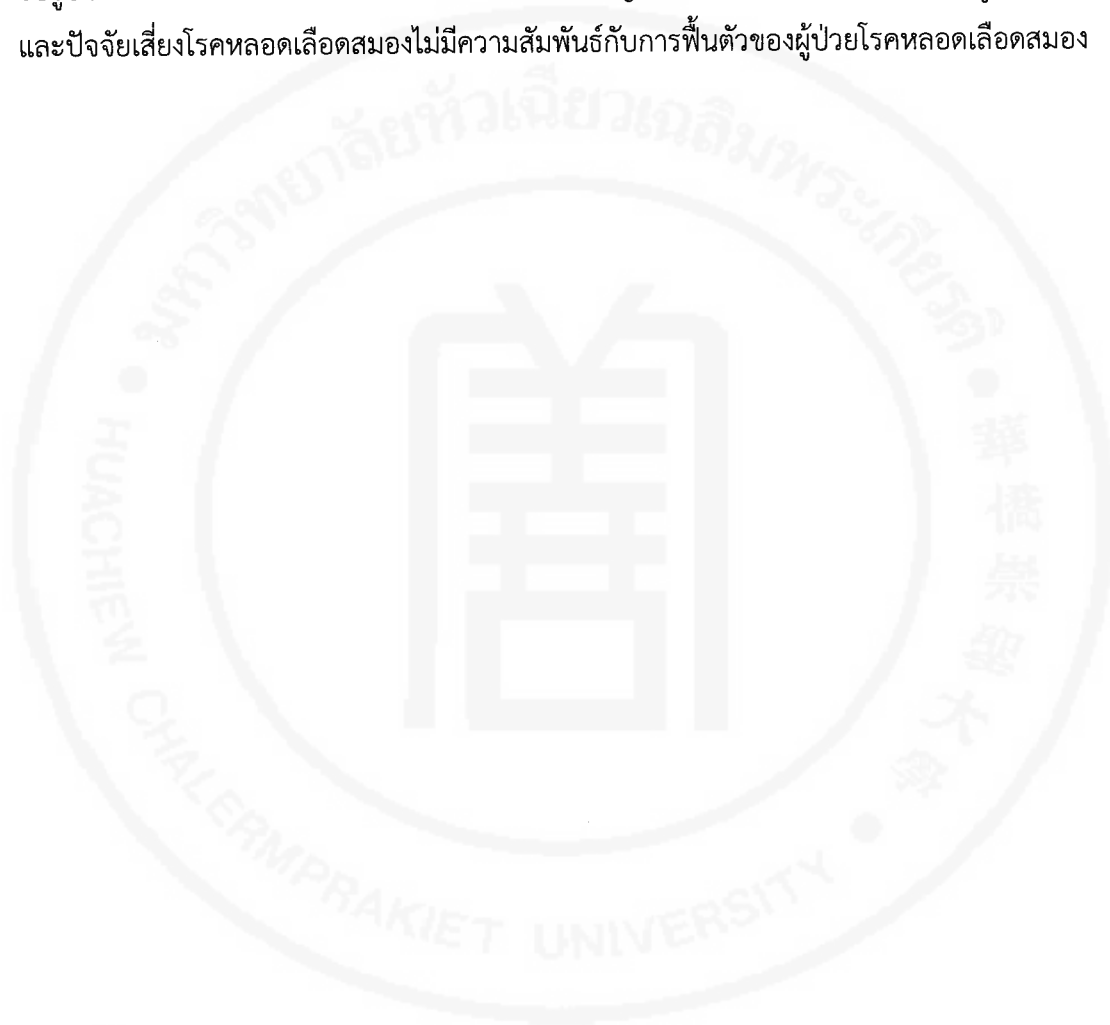 และปัจจัยเสี่ยงโรคหลอดเลือดสมองไม่มีความสัมพันธ์กับการฟื้นตัวของผู้ป่วยโรคหลอดเลือดสมอง
มหาวิทยาลัยหัวเฉียวเฉลิมพระเกียรติ
華僑崇聖大學
HUACHIEW CHALERMPRAKIET UNIVERSITY